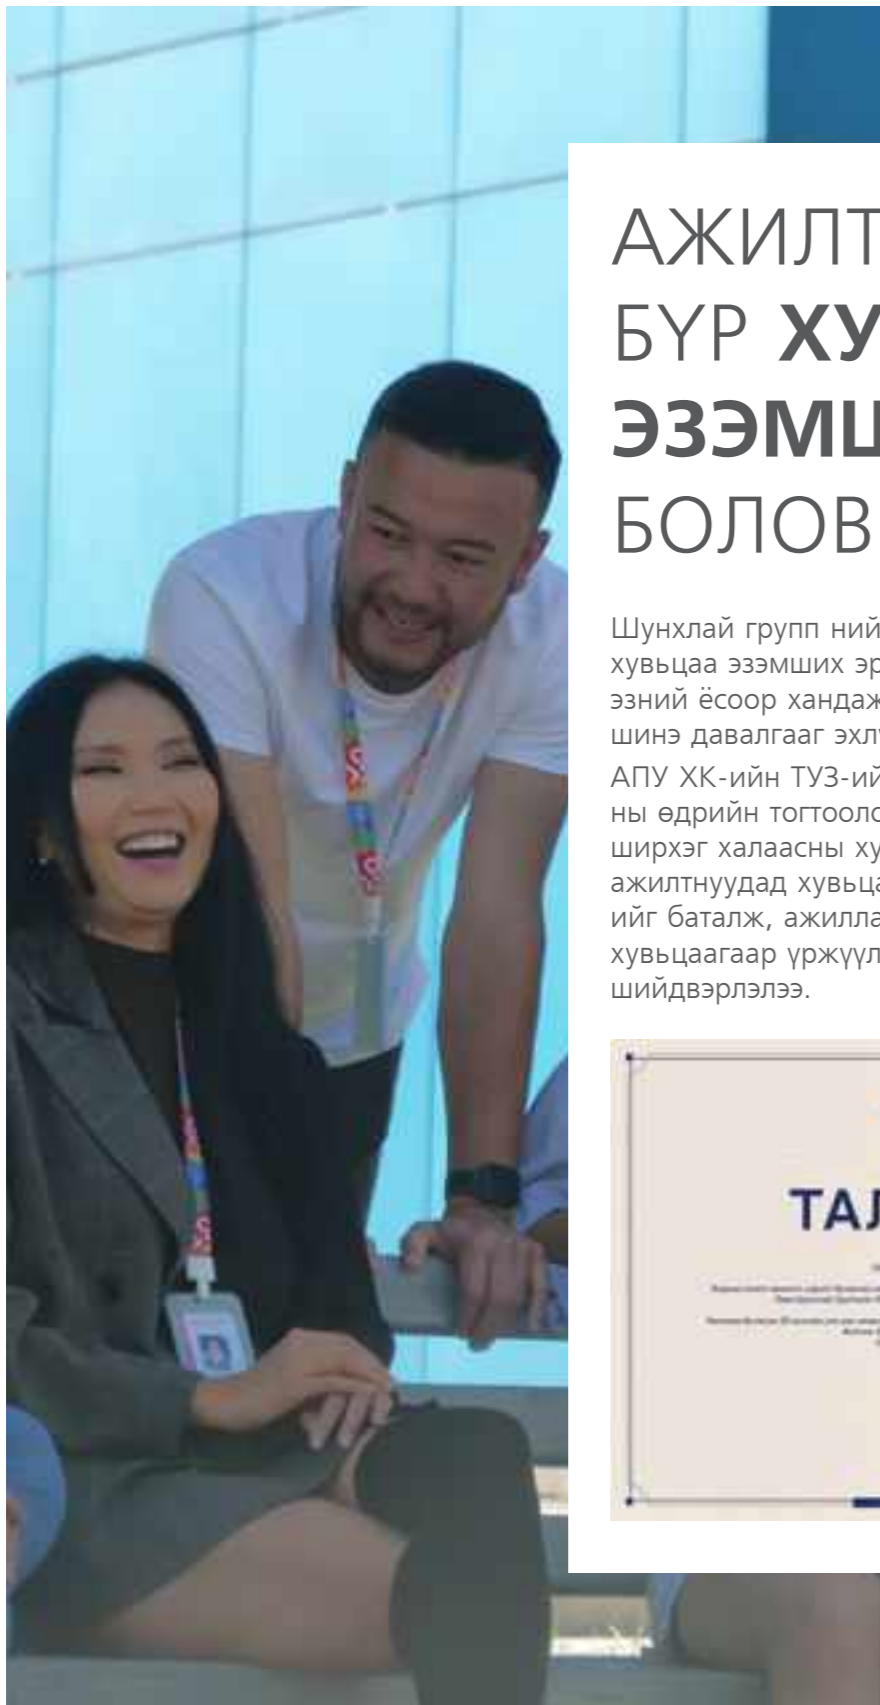 АЖИЛТ
БҮР ХУ
ЭЗЭМШ
БОЛОВ
Шунхлай групп ний
хувьцаа эзэмших эр
эзний ёсоор хандаж
шинэ давалгааг эхлү
АПУ ХК-ийн ТУЗ-ий
ны өдрийн тогтоолс
ширхэг халаасны ху
ажилтнуудад хувьца
ийг баталж, ажилла
хувьцаагаар үржүүл
шийдвэрлэлээ.
ТАЛ